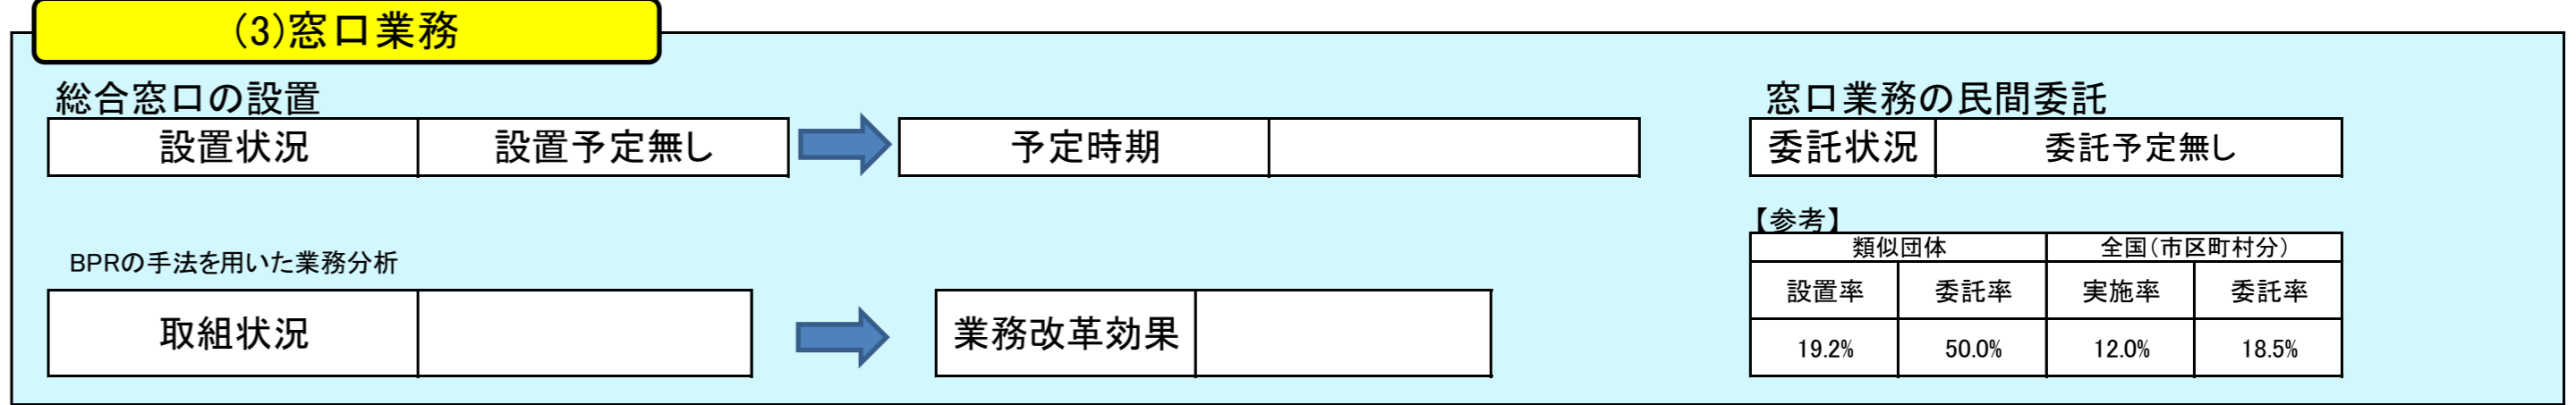 (3)窓口業務
総合窓口の設置
設置状況 設置予定無し 予定時期
BPRの手法を用いた業務分析
取組状況 業務改革効果
窓口業務の民間委託
委託状況 委託予定無し
【参考】
類似団体 全国(市区町村分)
設置率 委託率 実施率 委託率
19.2% 50.0% 12.0% 18.5%